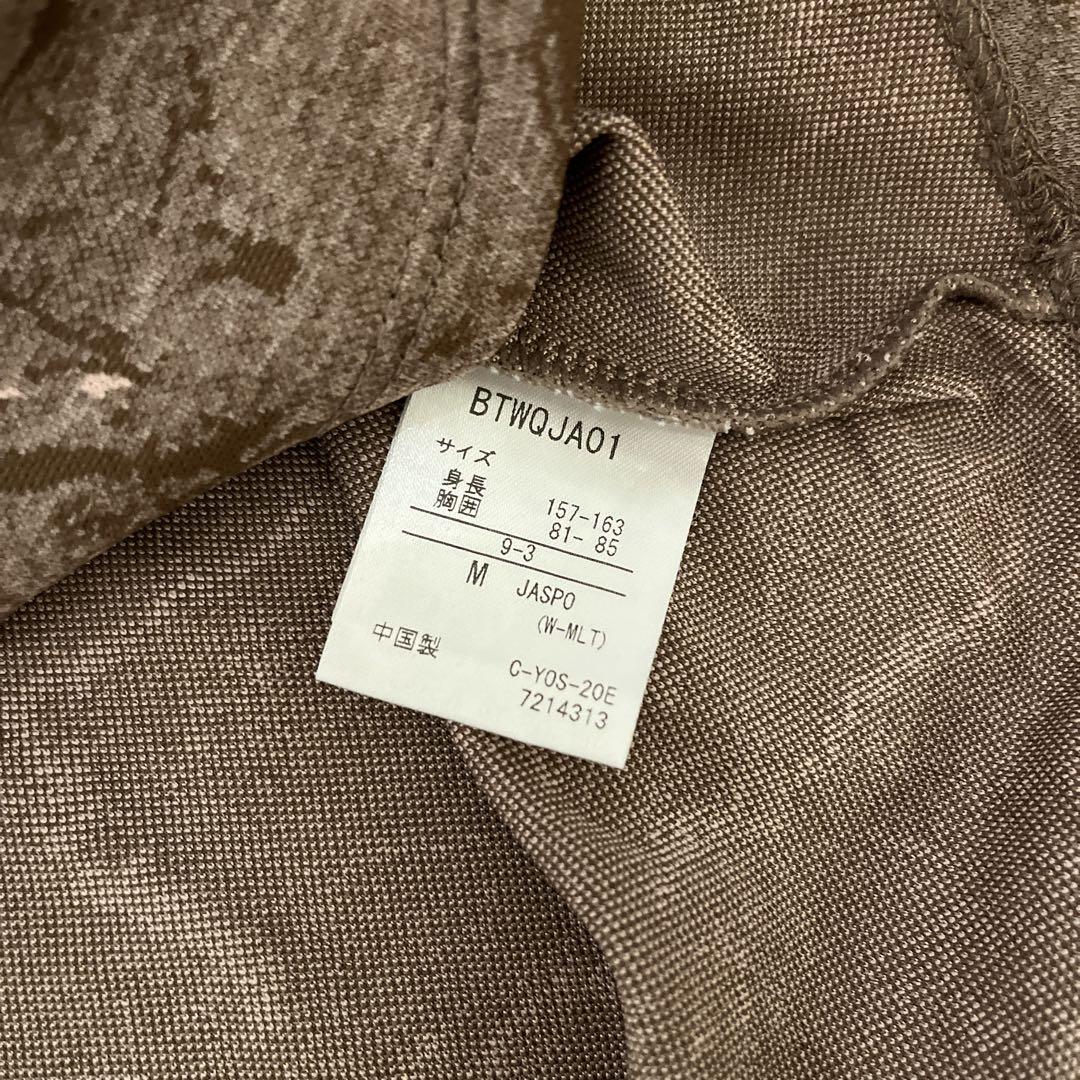 BTWQJA01
サイズ
身長 157-163
胸囲 81- 85
9-3
M JASPO
(W-MLT)
中国製
C-YOS-20E
7214313